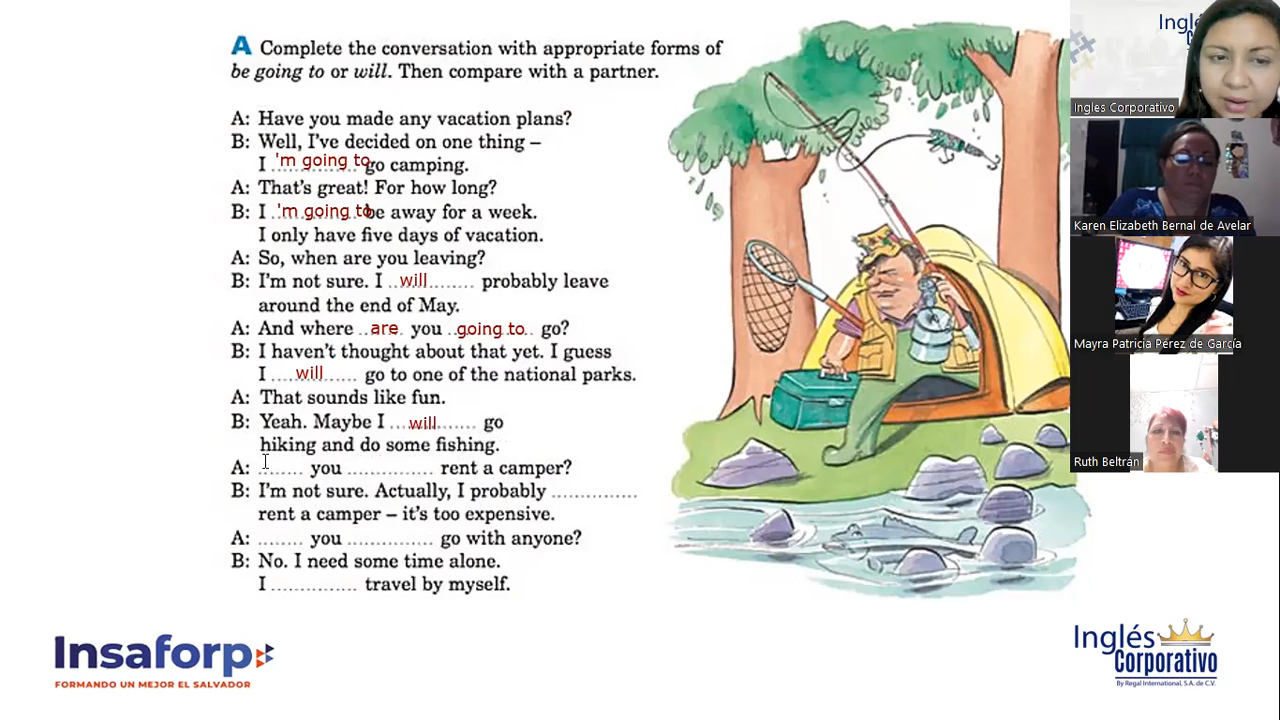 A Complete the conversation with appropriate forms of
be going to or will. Then compare with a partner.
A: Have you made any vacation plans?
B: Well, I've decided on one thing –
I 'm going to go camping.
A: That's great! For how long?
B: I 'm going to be away for a week.
I only have five days of vacation.
A: So, when are you leaving?
B: I'm not sure. I will probably leave
around the end of May.
A: And where are you going to go?
B: I haven't thought about that yet. I guess
I will go to one of the national parks.
A: That sounds like fun.
B: Yeah. Maybe I will go
hiking and do some fishing.
A: ........ you ............... rent a camper?
B: I'm not sure. Actually, I probably ...............
rent a camper – it's too expensive.
A: ........ you ............... go with anyone?
B: No. I need some time alone.
I ............... travel by myself.
Insaforp
FORMANDO UN MEJOR EL SALVADOR
Inglés
Corporativo
By Regal International, S.A. de C.V.
Inglés
Ingles Corporativo
Karen Elizabeth Bernal de Avelar
Mayra Patricia Pérez de García
Ruth Beltrán